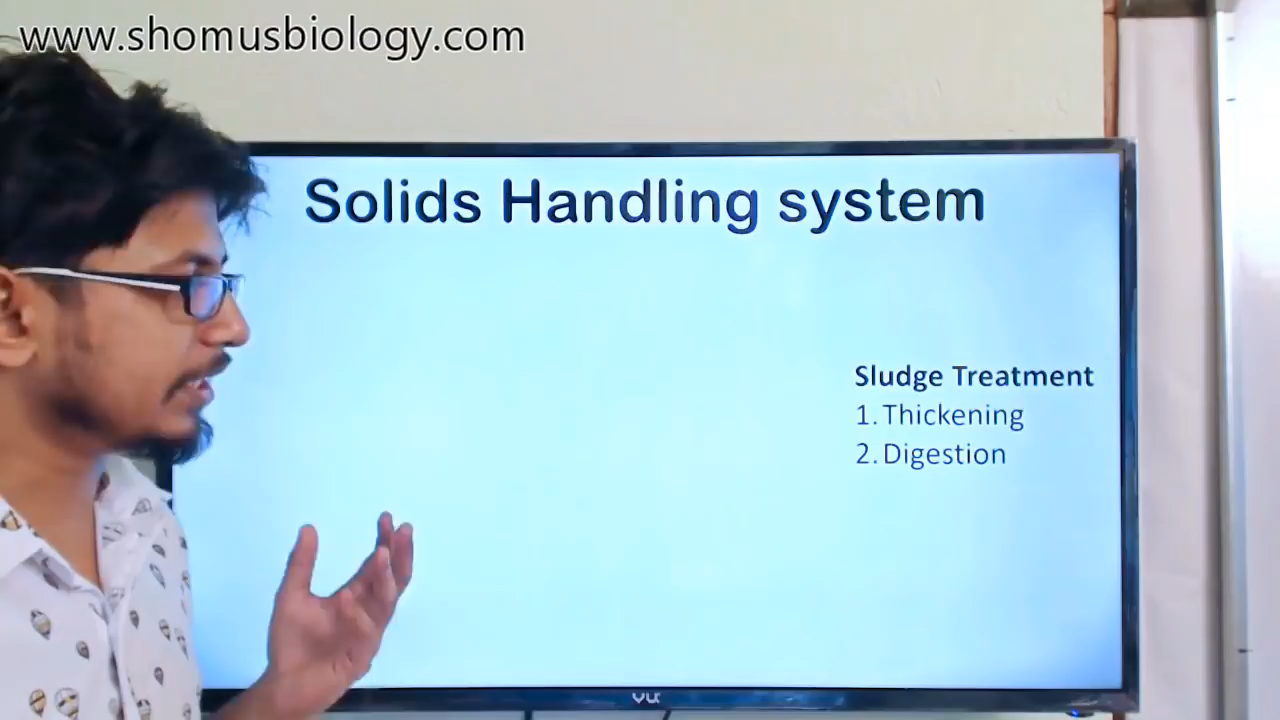 www.shomusbiology.com
Solids Handling system
Sludge Treatment
1. Thickening
2. Digestion